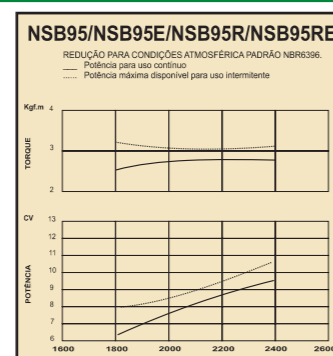 NSB95/NSB95E/NSB95R/NSB95RE
REDUÇÃO PARA CONDIÇÕES ATMOSFÉRICA PADRÃO NBR6396.
Potência para uso contínuo
Potência máxima disponível para uso intermitente
Kgf.m
4
3
2
TORQUE
CV
13
12
11
10
9
8
7
6
POTÊNCIA
1600 1800 2000 2200 2400 2600